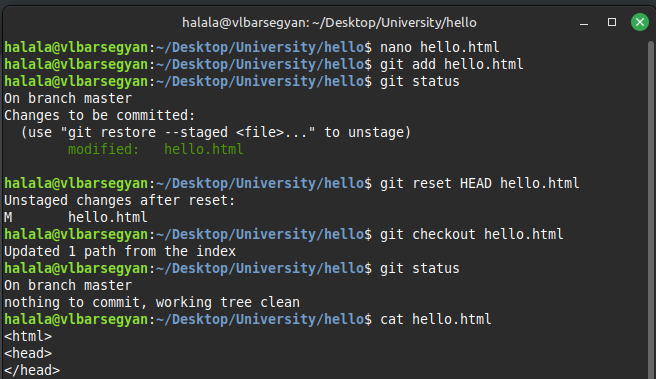 halala@vlbarsegyan: ~/Desktop/University/hello
halala@vlbarsegyan:~/Desktop/University/hello$ nano hello.html
halala@vlbarsegyan:~/Desktop/University/hello$ git add hello.html
halala@vlbarsegyan:~/Desktop/University/hello$ git status
On branch master
Changes to be committed:
  (use "git restore --staged <file>..." to unstage)
        modified:   hello.html

halala@vlbarsegyan:~/Desktop/University/hello$ git reset HEAD hello.html
Unstaged changes after reset:
M       hello.html
halala@vlbarsegyan:~/Desktop/University/hello$ git checkout hello.html
Updated 1 path from the index
halala@vlbarsegyan:~/Desktop/University/hello$ git status
On branch master
nothing to commit, working tree clean
halala@vlbarsegyan:~/Desktop/University/hello$ cat hello.html
<html>
<head>
</head>